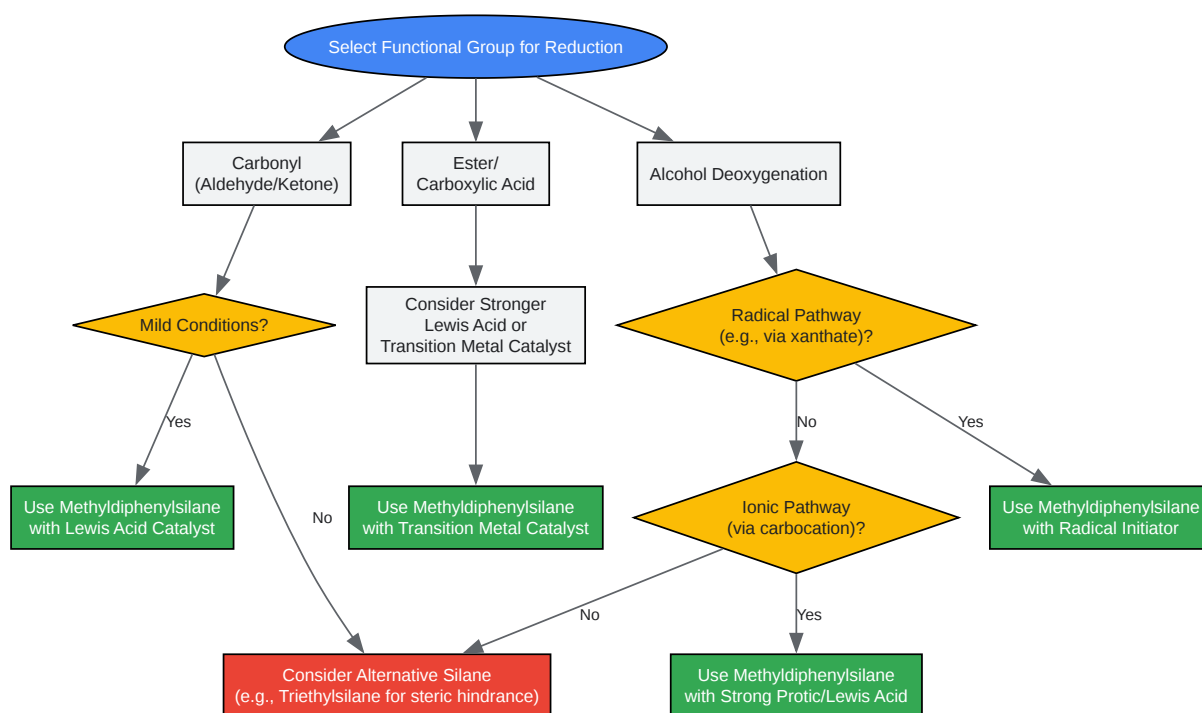 Select Functional Group for Reduction
Carbonyl
(Aldehyde/Ketone)
Ester/
Carboxylic Acid
Alcohol Deoxygenation
Mild Conditions?
Consider Stronger
Lewis Acid or
Transition Metal Catalyst
Radical Pathway
(e.g., via xanthate)?
Yes
No
Yes
Use Methyldiphenylsilane
with Lewis Acid Catalyst
No
Use Methyldiphenylsilane
with Transition Metal Catalyst
Ionic Pathway
(via carbocation)?
Use Methyldiphenylsilane
with Radical Initiator
No
Yes
Consider Alternative Silane
(e.g., Triethylsilane for steric hindrance)
Use Methyldiphenylsilane
with Strong Protic/Lewis Acid